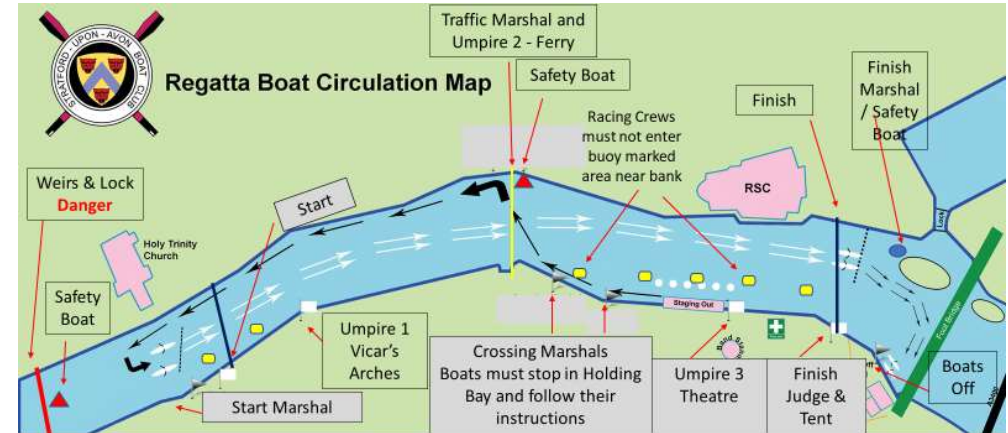 STRATFORD - UPON - AVON BOAT CLUB
Regatta Boat Circulation Map
Traffic Marshal and
Umpire 2 - Ferry
Safety Boat
Racing Crews
must not enter
buoy marked
area near bank
Finish
Finish
Marshal
/ Safety
Boat
Weirs & Lock
Danger
Start
RSC
Lock
Holy Trinity
Church
Safety
Boat
Staging Out
Foot Bridge
Umpire 1
Vicar's
Arches
Start Marshal
Crossing Marshals
Boats must stop in Holding
Bay and follow their
instructions
Band Stand
Umpire 3
Theatre
Finish
Judge &
Tent
Boats
Off